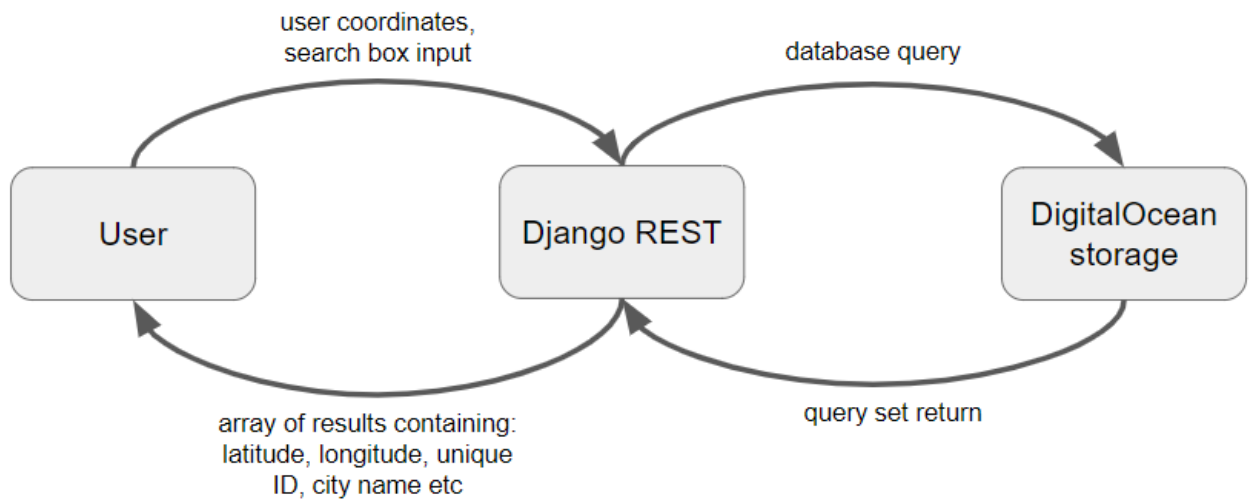 user coordinates,
search box input
database query
User
Django REST
DigitalOcean
storage
array of results containing:
latitude, longitude, unique
ID, city name etc
query set return